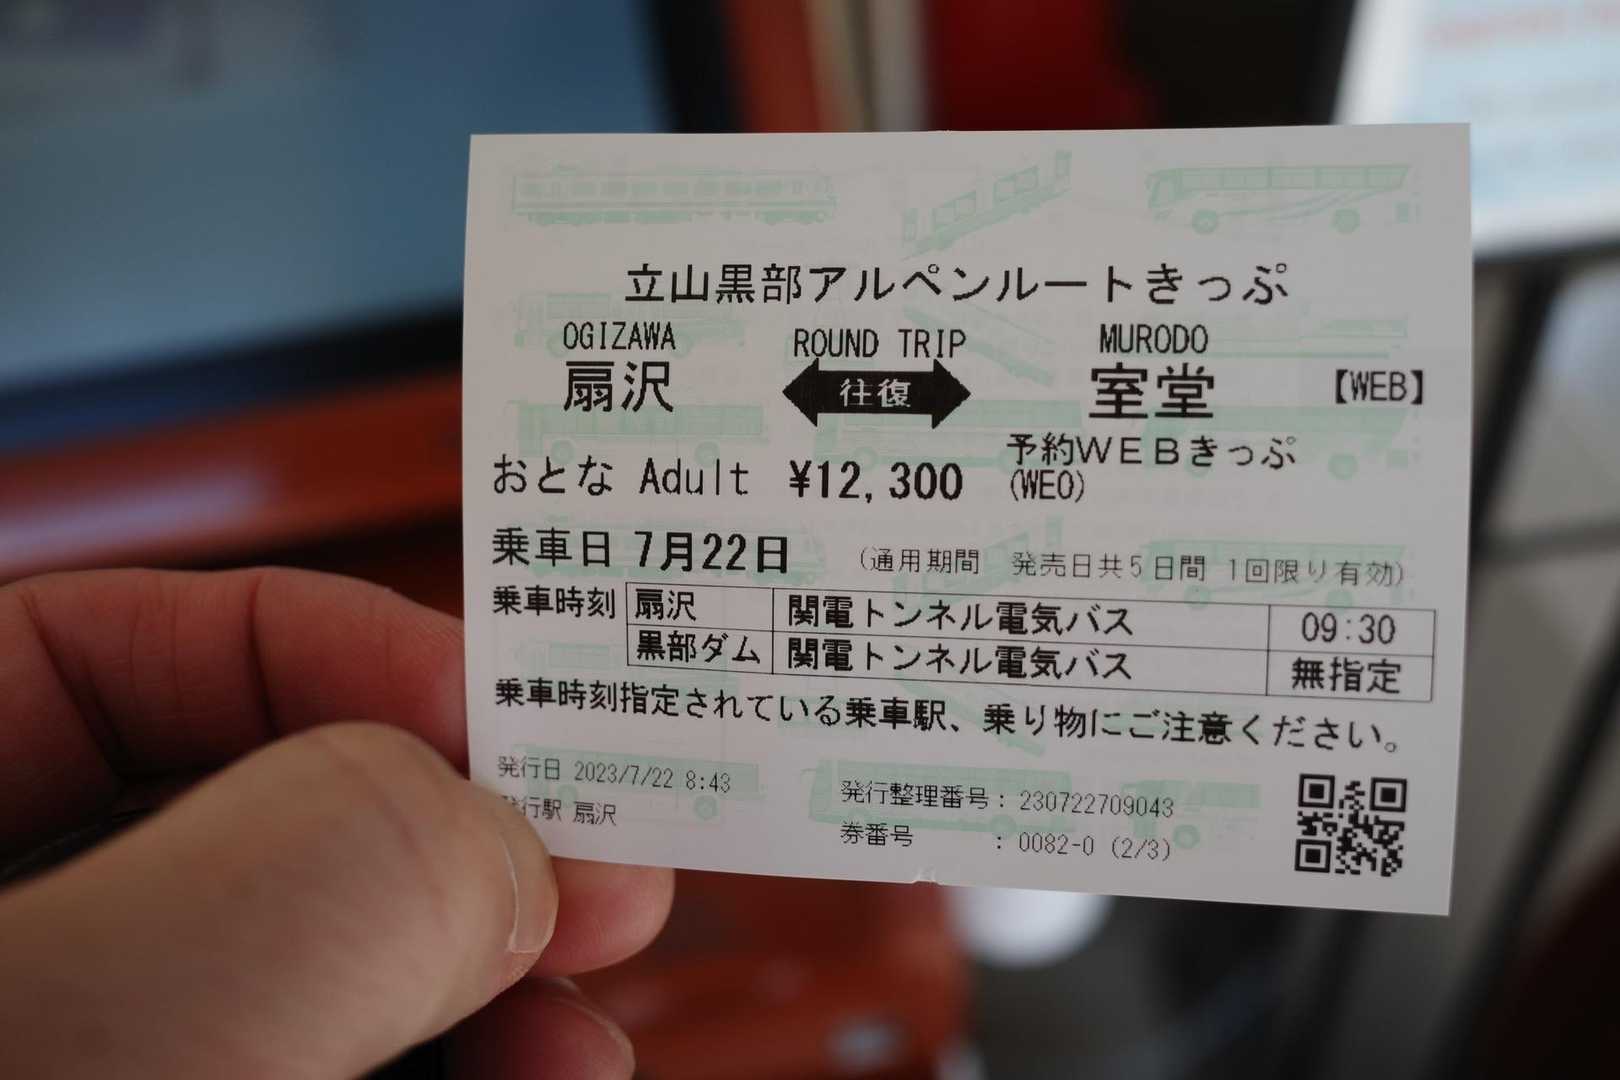 立山黒部アルペンルートきっぷ
OGIZAWA ROUND TRIP MURODO
扇沢 往復 室堂 【WEB】
おとな Adult ¥12,300 予約WEBきっぷ
(WEO)
乗車日 7月22日 (通用期間 発売日共5日間 1回限り有効)
乗車時刻 扇沢 関電トンネル電気バス 09:30
黒部ダム 関電トンネル電気バス 無指定
乗車時刻指定されている乗車駅、乗り物にご注意ください。
発行日 2023/7/22 8:43 発行整理番号: 230722709043
発行駅 扇沢 券番号 : 0082-0 (2/3)